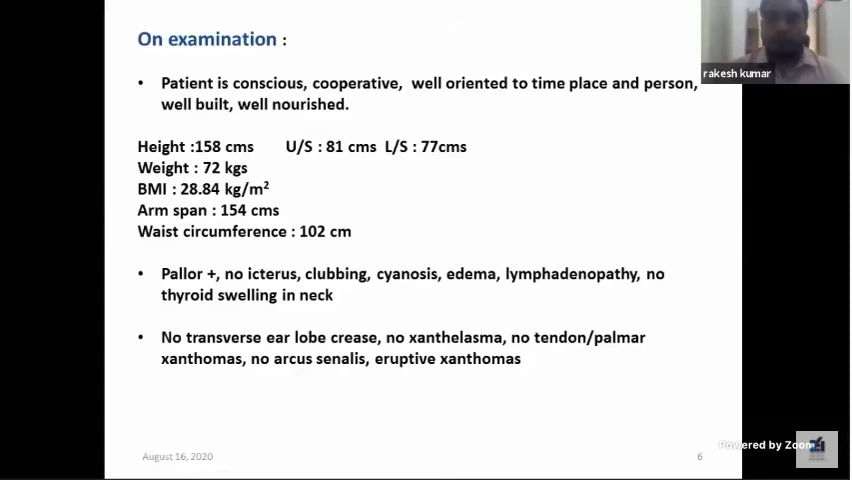 On examination :
rakesh kumar
• Patient is conscious, cooperative, well oriented to time place and person,
well built, well nourished.
Height :158 cms U/S : 81 cms L/S : 77cms
Weight : 72 kgs
BMI : 28.84 kg/m²
Arm span : 154 cms
Waist circumference : 102 cm
• Pallor +, no icterus, clubbing, cyanosis, edema, lymphadenopathy, no
thyroid swelling in neck
• No transverse ear lobe crease, no xanthelasma, no tendon/palmar
xanthomas, no arcus senalis, eruptive xanthomas
August 16, 2020
6
Powered by Zoom